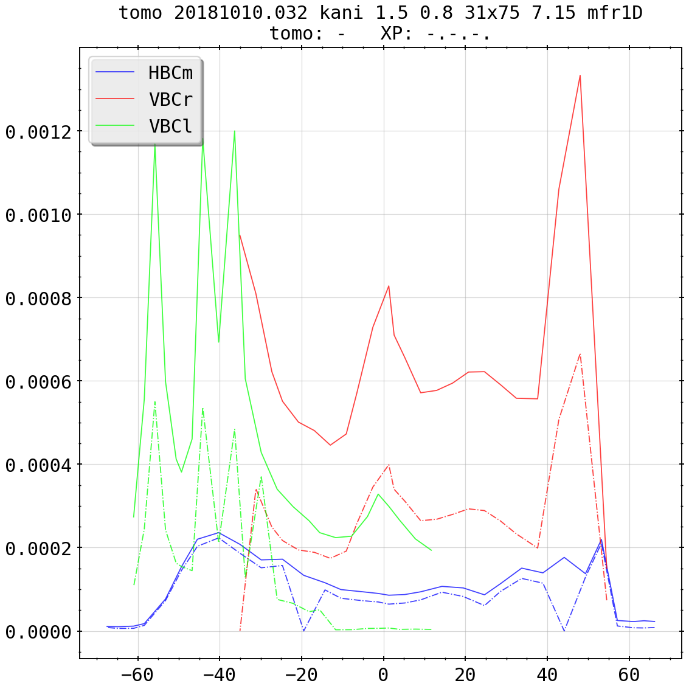 tomo 20181010.032 kani 1.5 0.8 31x75 7.15 mfr1D
tomo: -   XP: -.-.-.
HBCm
VBCr
VBCl
0.0012
0.0010
0.0008
0.0006
0.0004
0.0002
0.0000
−60 −40 −20 0 20 40 60